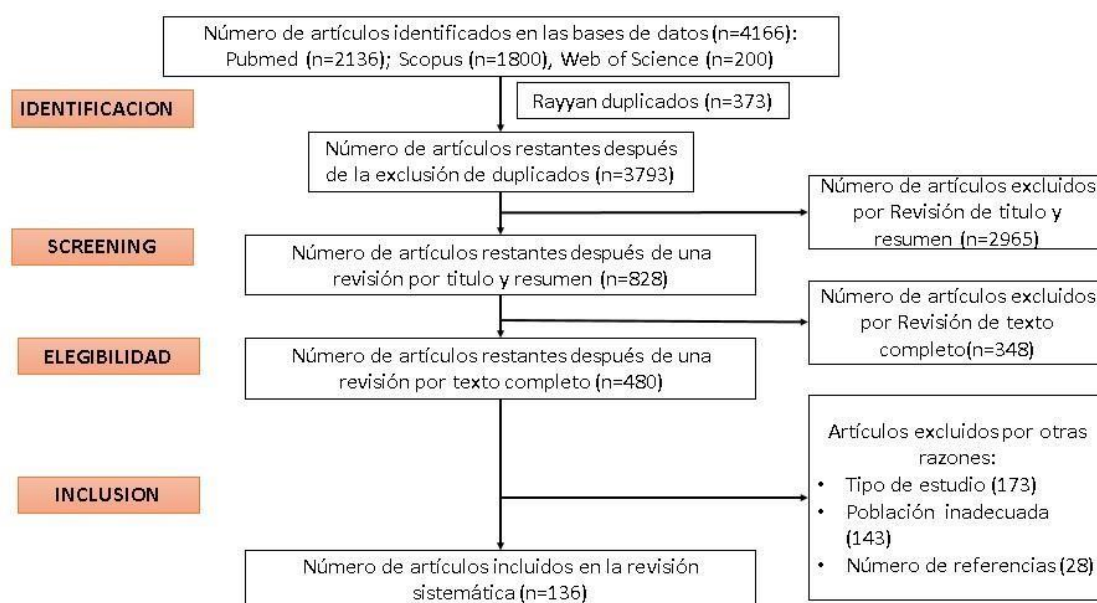 Número de artículos identificados en las bases de datos (n=4166):
Pubmed (n=2136); Scopus (n=1800), Web of Science (n=200)
IDENTIFICACION
Rayyan duplicados (n=373)
Número de artículos restantes después
de la exclusión de duplicados (n=3793)
Número de artículos excluidos
por Revisión de titulo y
resumen (n=2965)
SCREENING
Número de artículos restantes después de una
revisión por titulo y resumen (n=828)
Número de artículos excluidos
por Revisión de texto
completo(n=348)
ELEGIBILIDAD
Número de artículos restantes después de una
revisión por texto completo (n=480)
Artículos excluidos por otras
razones:
• Tipo de estudio (173)
• Población inadecuada
(143)
• Número de referencias (28)
INCLUSION
Número de artículos incluidos en la revisión
sistemática (n=136)